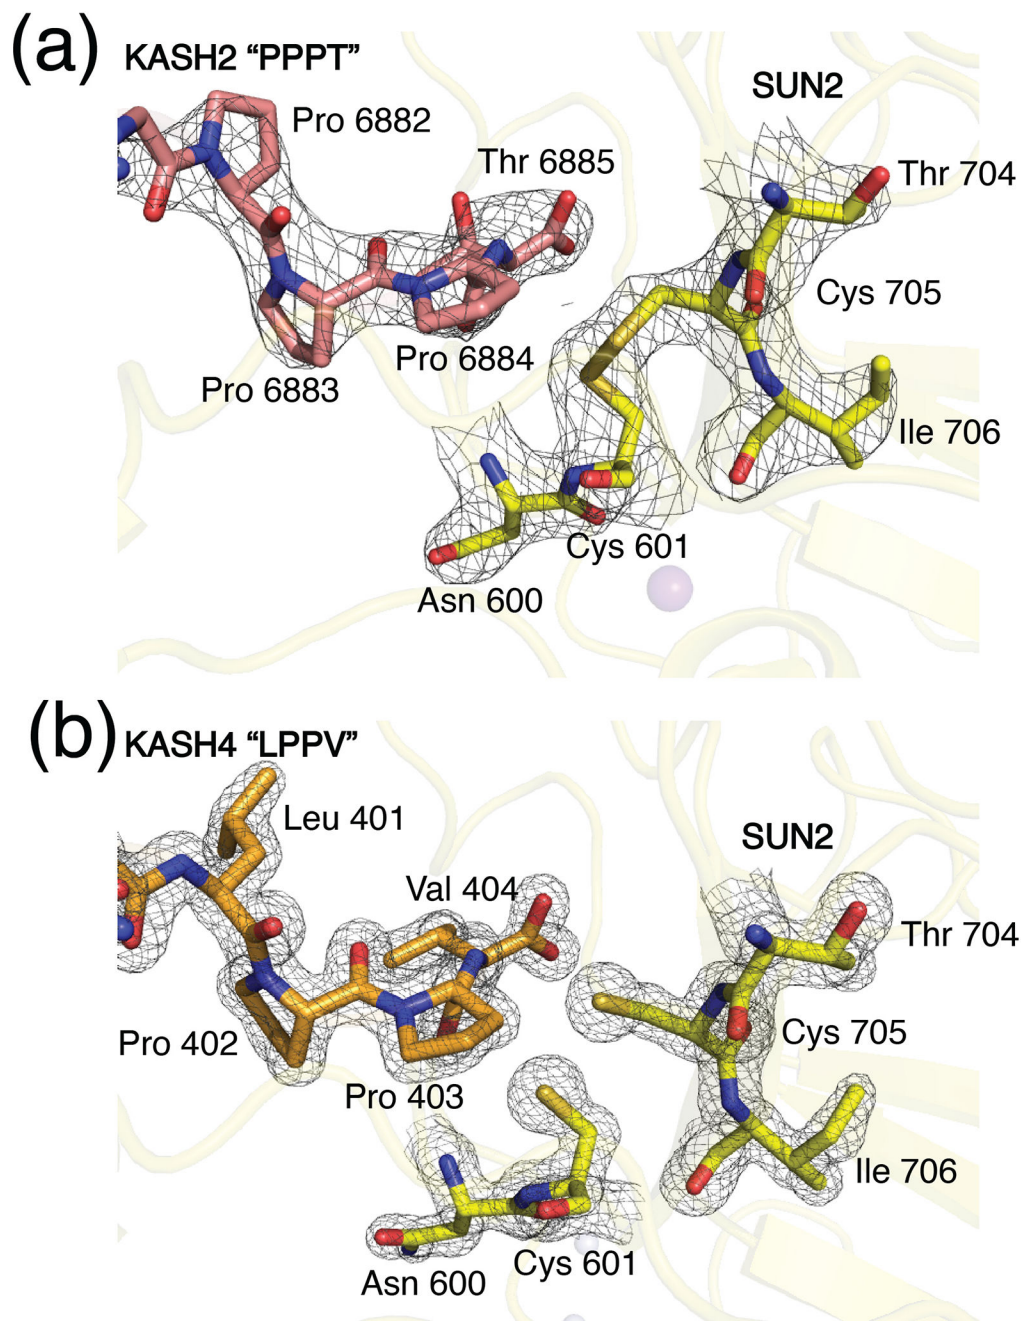 (a) KASH2 “PPPT”
SUN2
Pro 6882
Thr 6885
Thr 704
Cys 705
Pro 6884
Pro 6883
Ile 706
Cys 601
Asn 600
(b) KASH4 “LPPV”
Leu 401
SUN2
Val 404
Thr 704
Cys 705
Pro 402
Pro 403
Ile 706
Cys 601
Asn 600